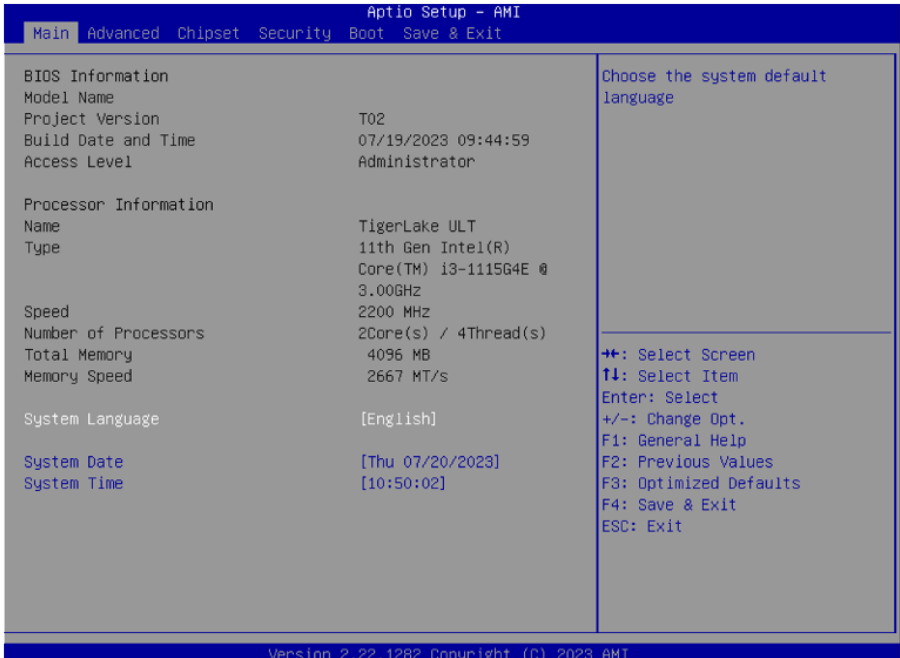 Aptio Setup – AMI
Main Advanced Chipset Security Boot Save & Exit
BIOS Information
Model Name
Project Version T02
Build Date and Time 07/19/2023 09:44:59
Access Level Administrator
Processor Information
Name TigerLake ULT
Type 11th Gen Intel(R)
Core(TM) i3-1115G4E @
3.00GHz
Speed 2200 MHz
Number of Processors 2Core(s) / 4Thread(s)
Total Memory 4096 MB
Memory Speed 2667 MT/s
System Language [English]
System Date [Thu 07/20/2023]
System Time [10:50:02]
Choose the system default
language
→←: Select Screen
↑↓: Select Item
Enter: Select
+/-: Change Opt.
F1: General Help
F2: Previous Values
F3: Optimized Defaults
F4: Save & Exit
ESC: Exit
Version 2.22.1282 Copyright (C) 2023 AMI